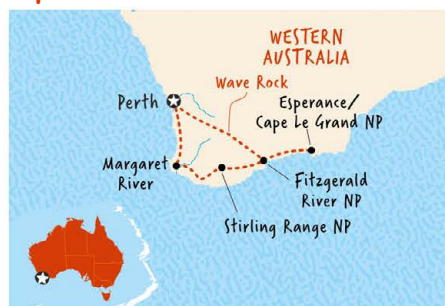 WESTERN
AUSTRALIA
Wave Rock
Perth
Esperance/
Cape Le Grand NP
Margaret
River
Fitzgerald
River NP
Stirling Range NP